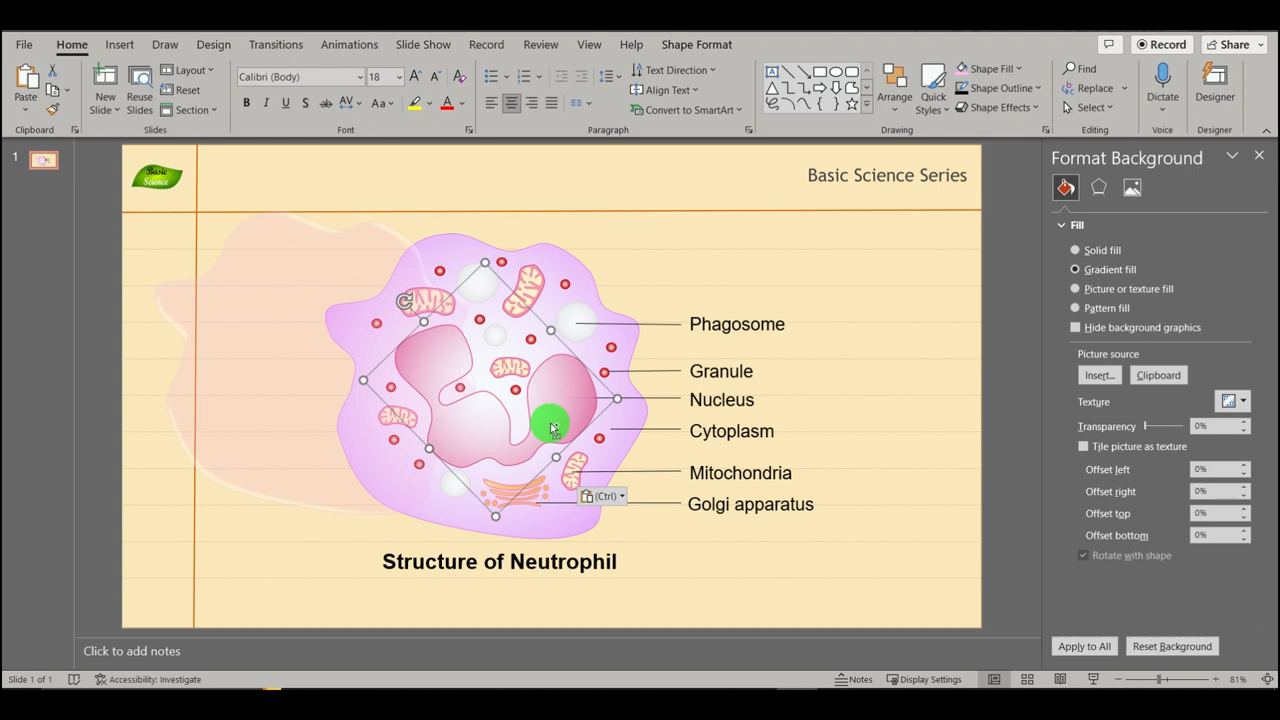 File Home Insert Draw Design Transitions Animations Slide Show Record Review View Help Shape Format Record Share
Paste
Clipboard
New Slide
Reuse Slides
Layout
Reset
Section
Slides
Calibri (Body) 18
Font
Text Direction
Align Text
Convert to SmartArt
Paragraph
Arrange
Quick Styles
Shape Fill
Shape Outline
Shape Effects
Drawing
Find
Replace
Select
Editing
Dictate
Voice
Designer
Designer
1
Basic
Science
Basic Science Series
Phagosome
Granule
Nucleus
Cytoplasm
Mitochondria
Golgi apparatus
(Ctrl)
Structure of Neutrophil
Click to add notes
Format Background
Fill
Solid fill
Gradient fill
Picture or texture fill
Pattern fill
Hide background graphics
Picture source
Insert... Clipboard
Texture
Transparency 0%
Tile picture as texture
Offset left 0%
Offset right 0%
Offset top 0%
Offset bottom 0%
Rotate with shape
Apply to All Reset Background
Slide 1 of 1 Accessibility: Investigate Notes Display Settings 81%